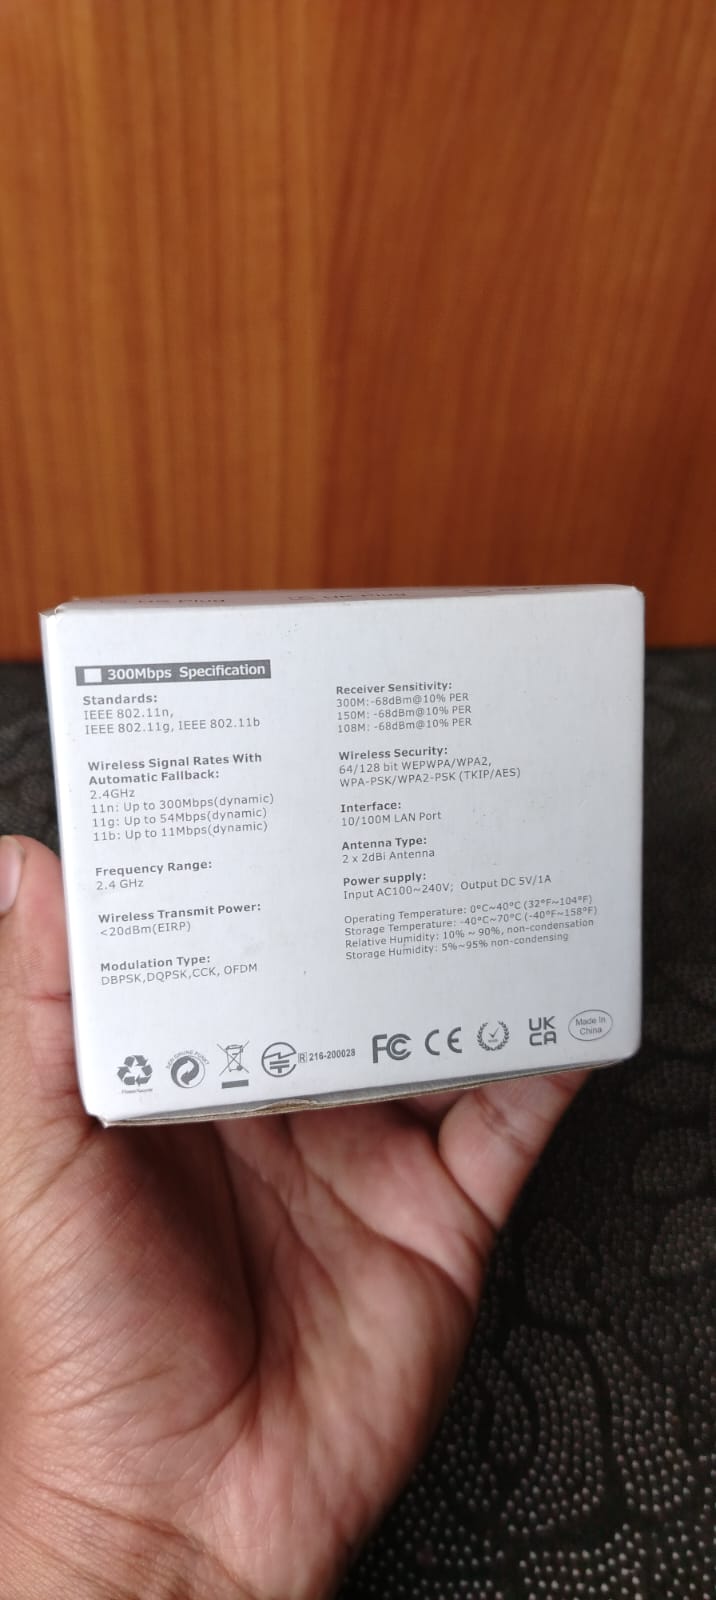 300Mbps Specification
Standards:
IEEE 802.11n,
IEEE 802.11g, IEEE 802.11b
Wireless Signal Rates With
Automatic Fallback:
2.4GHz
11n: Up to 300Mbps(dynamic)
11g: Up to 54Mbps(dynamic)
11b: Up to 11Mbps(dynamic)
Frequency Range:
2.4 GHz
Wireless Transmit Power:
<20dBm(EIRP)
Modulation Type:
DBPSK,DQPSK,CCK, OFDM
Receiver Sensitivity:
300M:-68dBm@10% PER
150M: -68dBm@10% PER
108M: -68dBm@10% PER
Wireless Security:
64/128 bit WEPWPA/WPA2,
WPA-PSK/WPA2-PSK (TKIP/AES)
Interface:
10/100M LAN Port
Antenna Type:
2 x 2dBi Antenna
Power supply:
Input AC100~240V; Output DC 5V/1A
Operating Temperature: 0°C~40°C (32°F~104°F)
Storage Temperature: -40°C~70°C (-40°F~158°F)
Relative Humidity: 10% ~ 90%, non-condensation
Storage Humidity: 5%~95% non-condensing
R 216-200028
FC CE
UK
CA
Made In
China